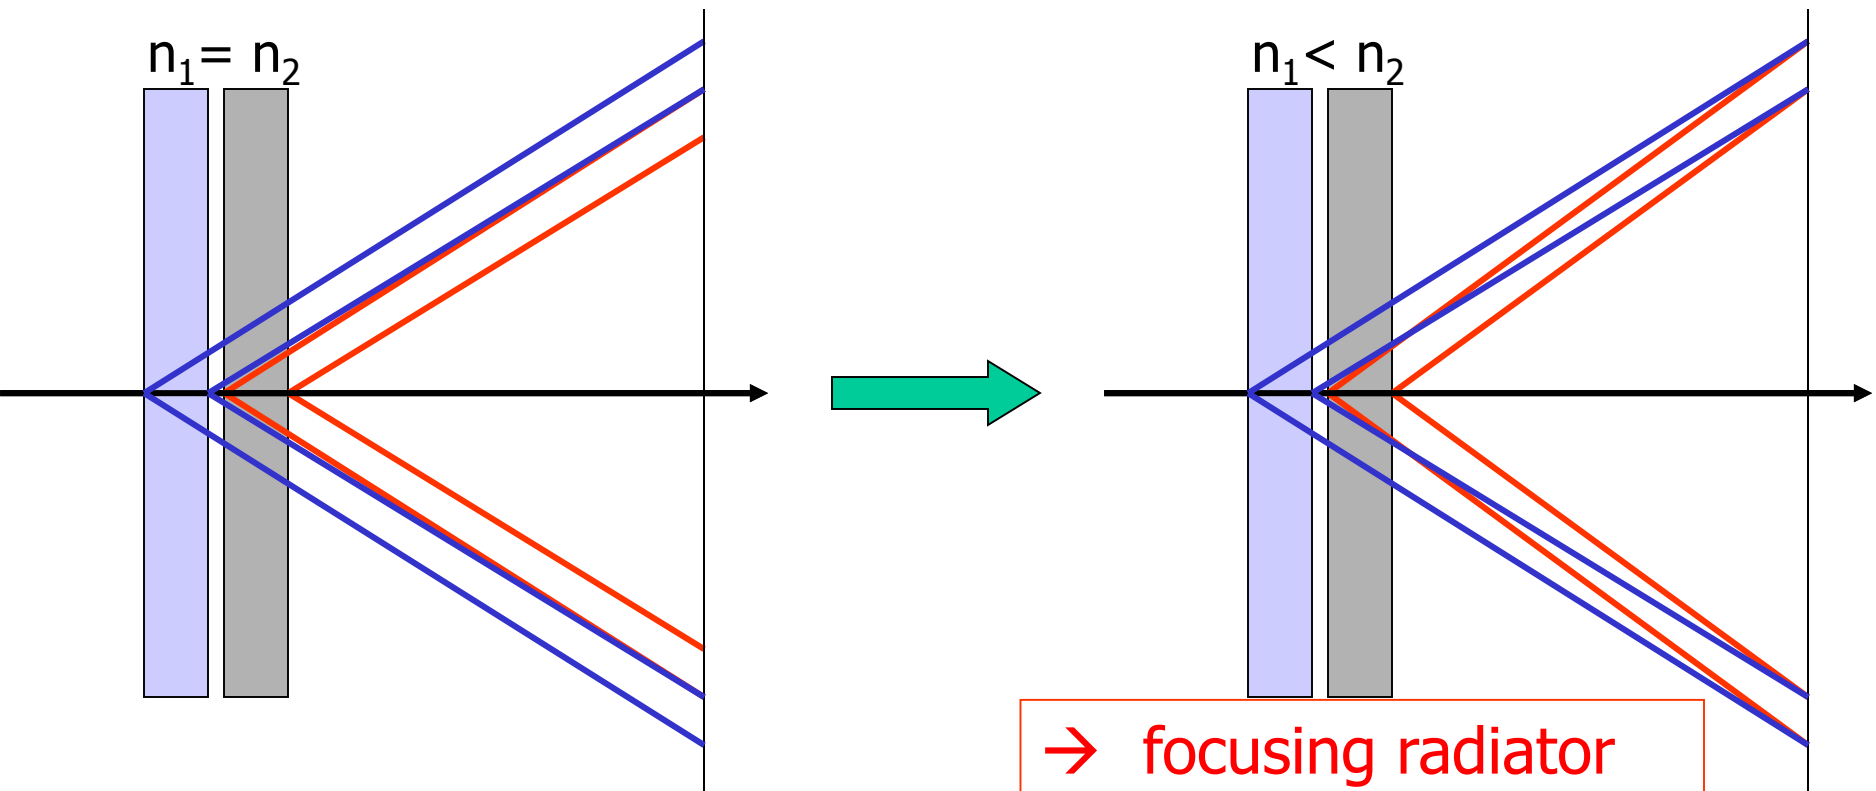 n₁= n₂
n₁< n₂
→ focusing radiator